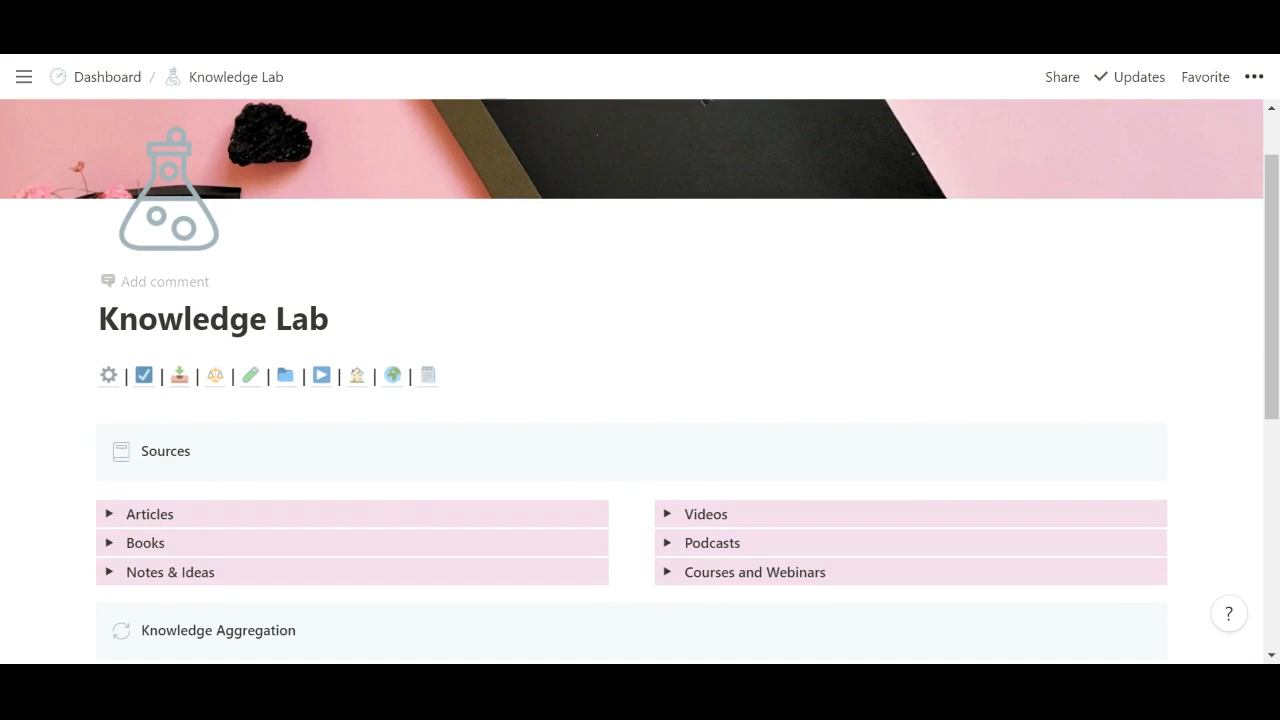 Dashboard / Knowledge Lab
Share Updates Favorite •••
Add comment
Knowledge Lab
| | | | | | | | |
Sources
Articles
Books
Notes & Ideas
Videos
Podcasts
Courses and Webinars
Knowledge Aggregation
?